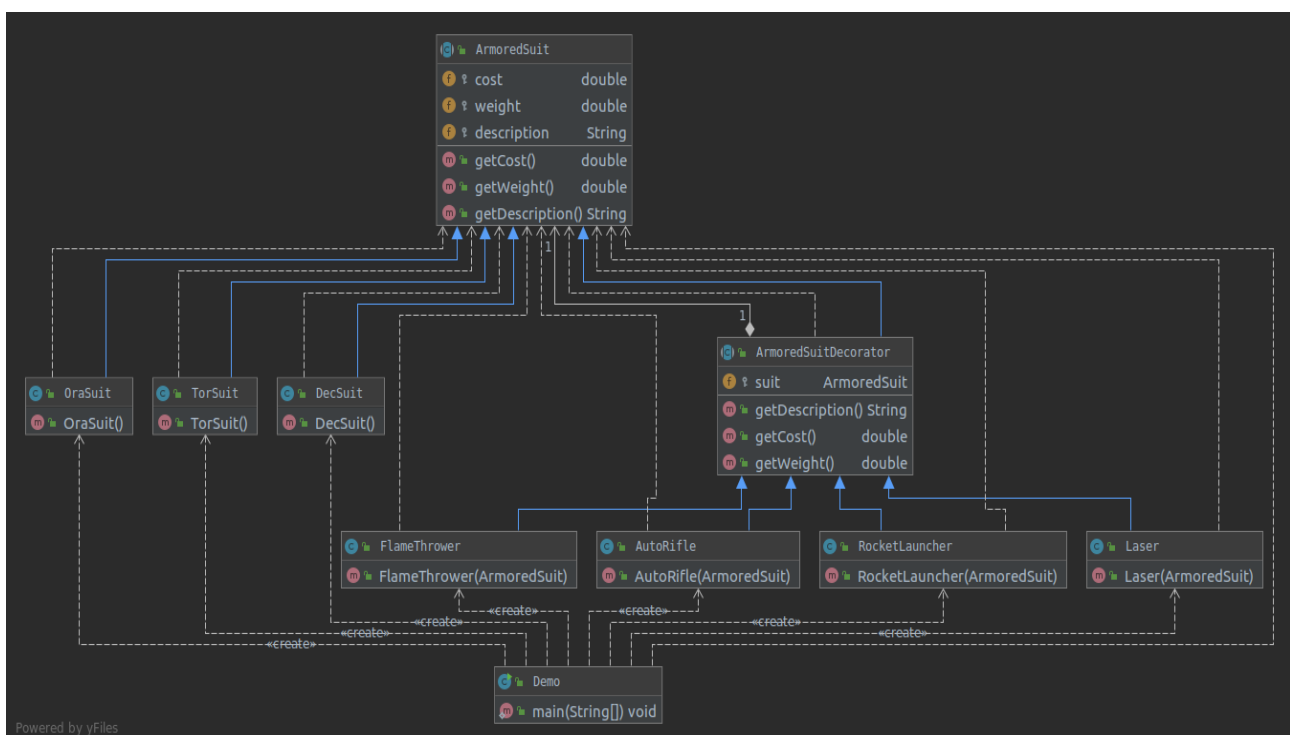 ArmoredSuit
cost double
weight double
description String
getCost() double
getWeight() double
getDescription() String
1
1
ArmoredSuitDecorator
suit ArmoredSuit
getDescription() String
getCost() double
getWeight() double
OraSuit
OraSuit()
TorSuit
TorSuit()
DecSuit
DecSuit()
FlameThrower
FlameThrower(ArmoredSuit)
AutoRifle
AutoRifle(ArmoredSuit)
RocketLauncher
RocketLauncher(ArmoredSuit)
Laser
Laser(ArmoredSuit)
«create»
«create»
«create»
«create»
«create»
«create»
«create»
Demo
main(String[]) void
Powered by yFiles